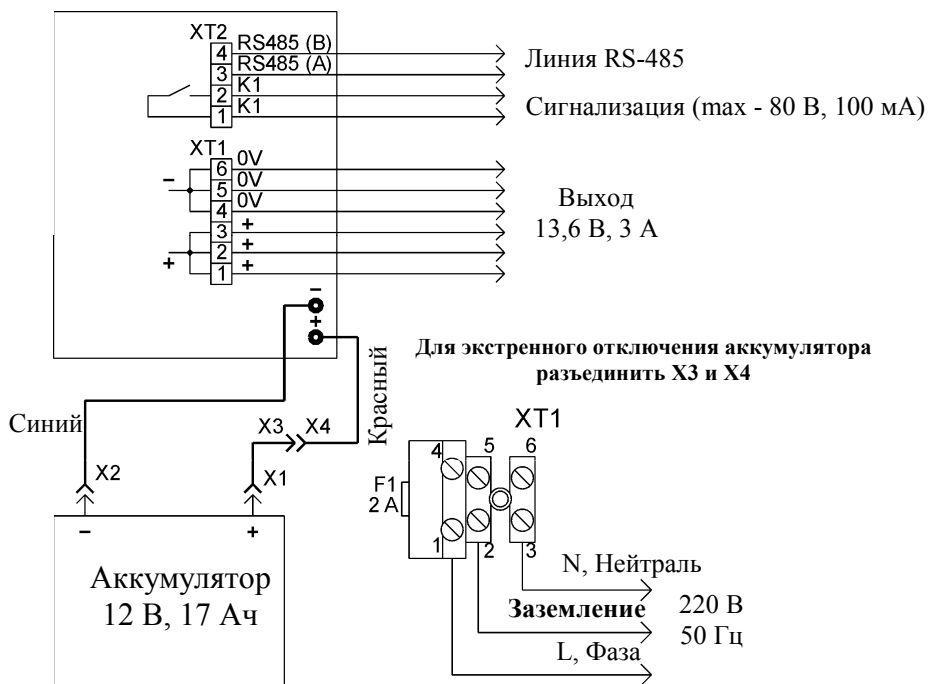 XT2
4 RS485 (B)
3 RS485 (A)
2 K1
1 K1
Линия RS-485
Сигнализация (max - 80 В, 100 мА)
XT1
6 0V
5 0V
4 0V
3 +
2 +
1 +
−
+
Выход
13,6 В, 3 А
−
+
Для экстренного отключения аккумулятора
разъединить X3 и X4
Синий
Красный
X3 X4
X2
X1
− +
Аккумулятор
12 В, 17 Ач
XT1
4 5 6
F1
2 A
1 2 3
N, Нейтраль
Заземление
L, Фаза
220 В
50 Гц